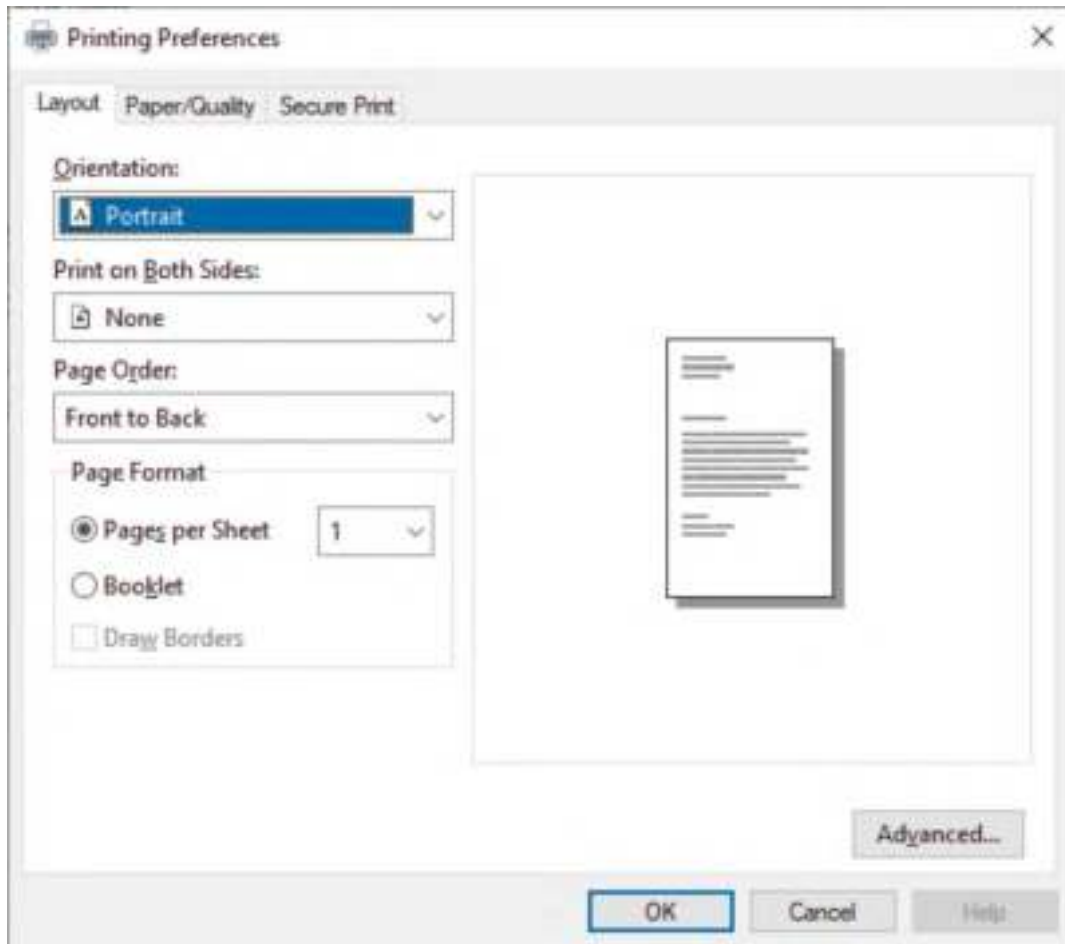 Printing Preferences
Layout Paper/Quality Secure Print
Orientation:
Portrait
Print on Both Sides:
None
Page Order:
Front to Back
Page Format
Pages per Sheet 1
Booklet
Draw Borders
Advanced...
OK Cancel Help